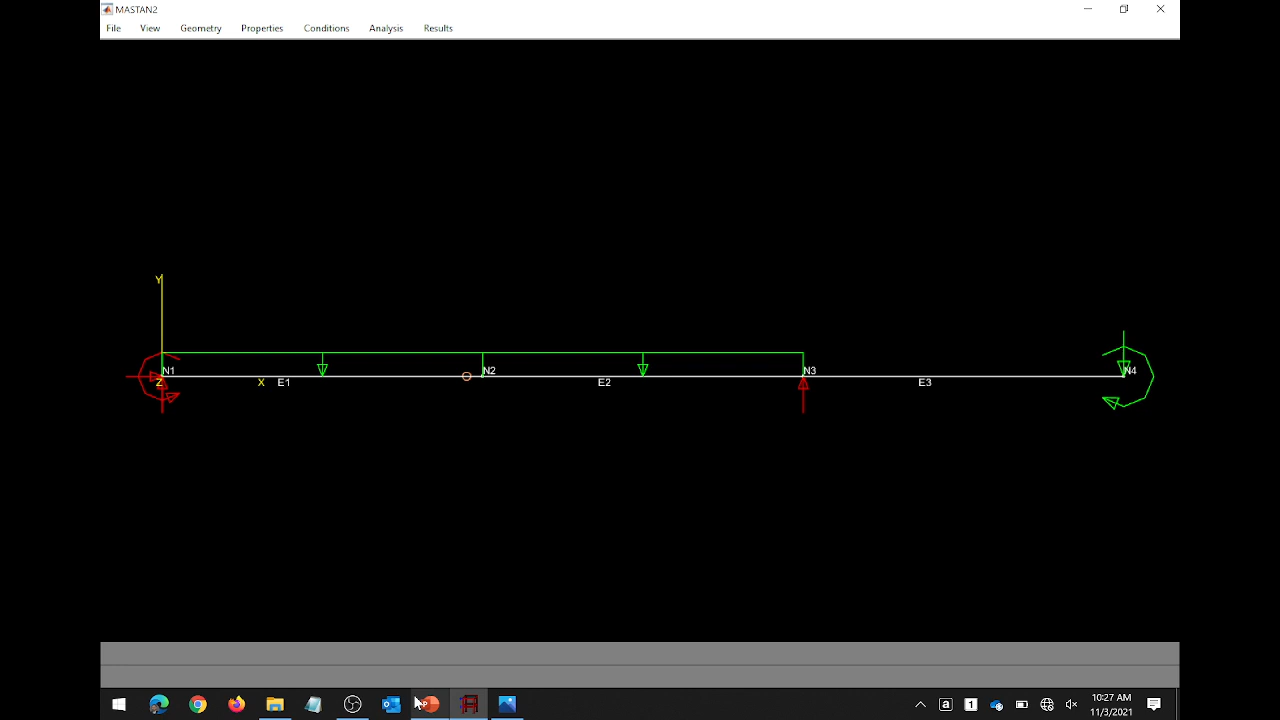 MASTAN2
File View Geometry Properties Conditions Analysis Results
Y
N1 N2 N3 N4
Z X E1 E2 E3
a 1 10:27 AM
11/3/2021